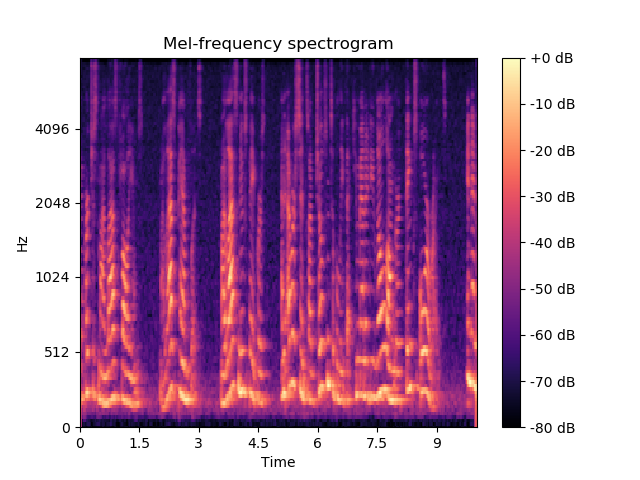 Mel-frequency spectrogram
+0 dB
4096
-10 dB
-20 dB
2048
-30 dB
Hz
1024
-40 dB
-50 dB
512
-60 dB
-70 dB
0
-80 dB
0 1.5 3 4.5 6 7.5 9
Time